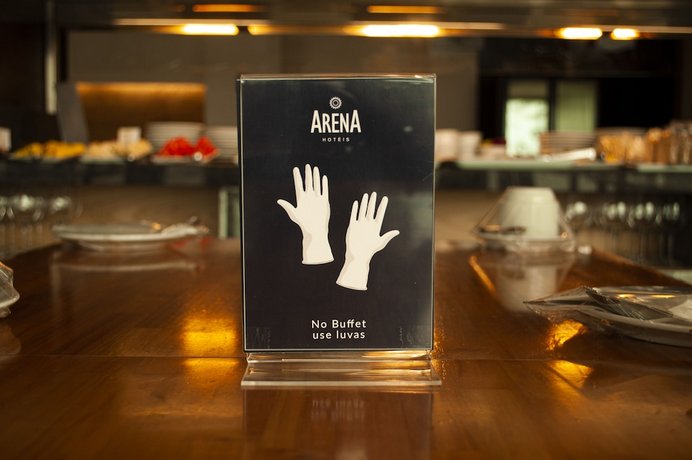 ARENA
HOTÉIS
No Buffet
use luvas